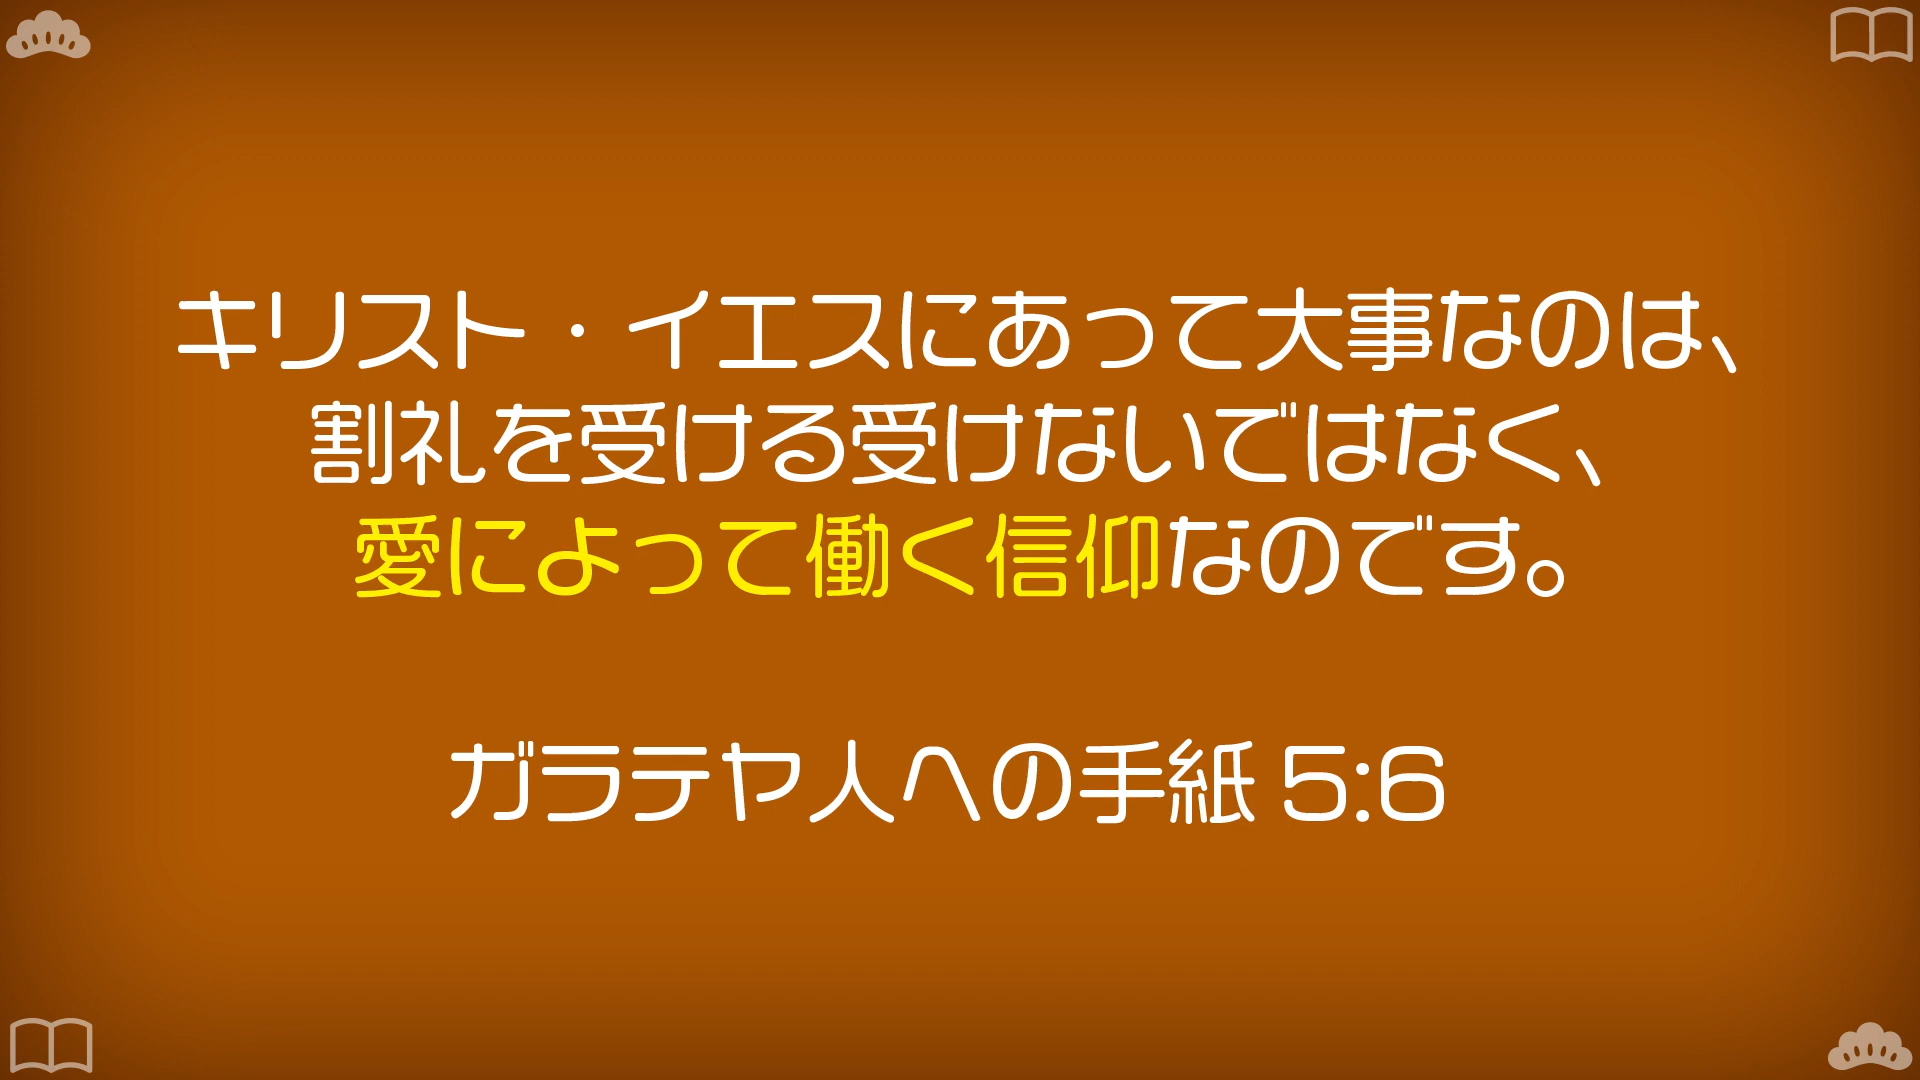 キリスト・イエスにあって大事なのは、
割礼を受ける受けないではなく、
愛によって働く信仰なのです。
ガラテヤ人への手紙 5:6